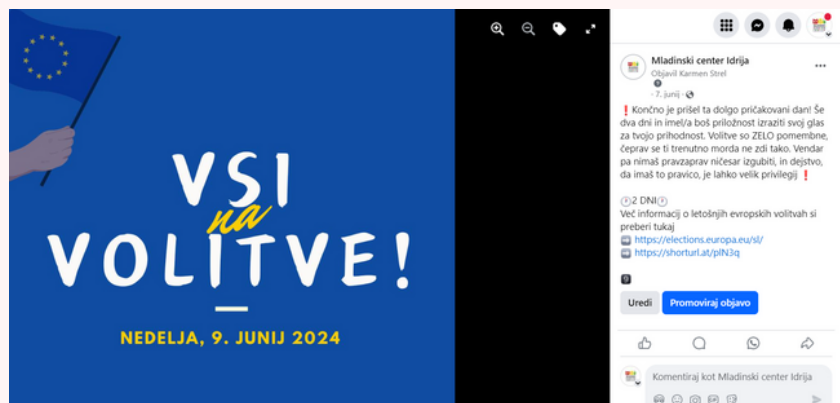 VSI
na
VOLITVE!
NEDELJA, 9. JUNIJ 2024
Mladinski center Idrija
Objavil Karmen Strel
· 7. junij ·
❗ Končno je prišel ta dolgo pričakovani dan! Še
dva dni in imel/a boš priložnost izraziti svoj glas
za tvojo prihodnost. Volitve so ZELO pomembne,
čeprav se ti trenutno morda ne zdi tako. Vendar
pa nimaš pravzaprav ničesar izgubiti, in dejstvo,
da imaš to pravico, je lahko velik privilegij ❗
🕐2 DNI🕐
Več informacij o letošnjih evropskih volitvah si
preberi tukaj
➡️ https://elections.europa.eu/sl/
➡️ https://shorturl.at/plN3q
Uredi
Promoviraj objavo
Komentiraj kot Mladinski center Idrija